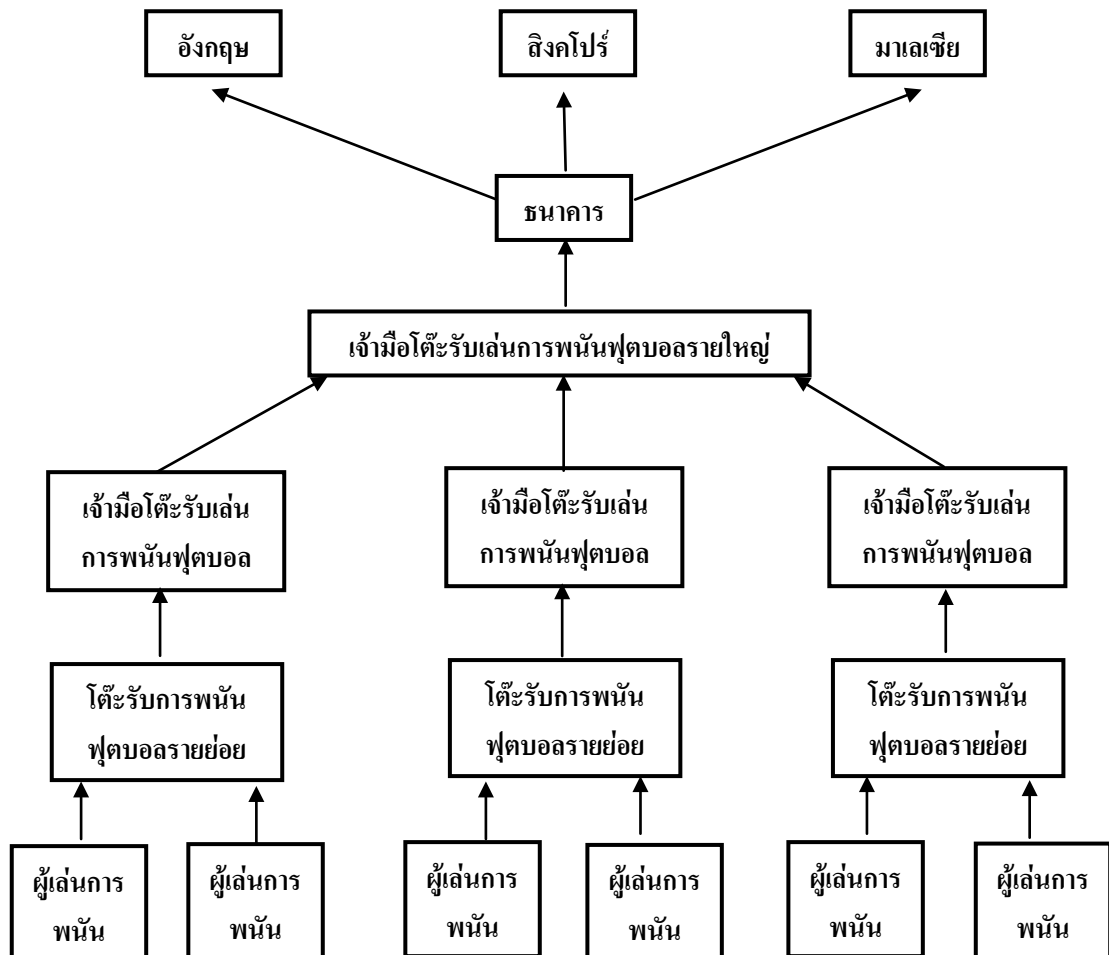 อังกฤษ สิงคโปร์ มาเลเซีย
ธนาคาร
เจ้ามือโต๊ะรับเล่นการพนันฟุตบอลรายใหญ่
เจ้ามือโต๊ะรับเล่น
การพนันฟุตบอล
เจ้ามือโต๊ะรับเล่น
การพนันฟุตบอล
เจ้ามือโต๊ะรับเล่น
การพนันฟุตบอล
โต๊ะรับการพนัน
ฟุตบอลรายย่อย
โต๊ะรับการพนัน
ฟุตบอลรายย่อย
โต๊ะรับการพนัน
ฟุตบอลรายย่อย
ผู้เล่นการ
พนัน
ผู้เล่นการ
พนัน
ผู้เล่นการ
พนัน
ผู้เล่นการ
พนัน
ผู้เล่นการ
พนัน
ผู้เล่นการ
พนัน